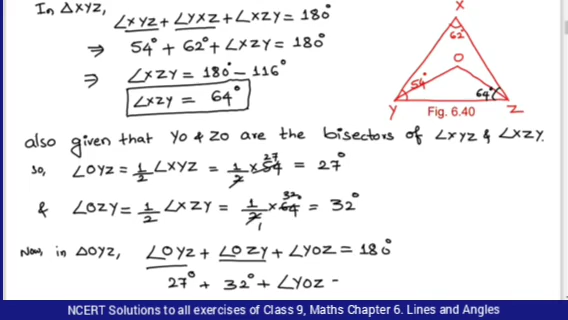 In ΔXYZ,
∠XYZ + ∠YXZ + ∠XZY = 180°
⇒ 54° + 62° + ∠XZY = 180°
⇒ ∠XZY = 180° - 116°
∠XZY = 64°
X
62°
O
54°
64°
Y
Z
Fig. 6.40
also given that YO & ZO are the bisectors of ∠XYZ & ∠XZY.
So, ∠OYZ = 1/2 ∠XYZ = 1/2 × 54 27 = 27°
& ∠OZY = 1/2 ∠XZY = 1/2 1 × 64 32 = 32°
Now, in ΔOYZ, ∠OYZ + ∠OZY + ∠YOZ = 180°
27° + 32° + ∠YOZ =
NCERT Solutions to all exercises of Class 9, Maths Chapter 6. Lines and Angles